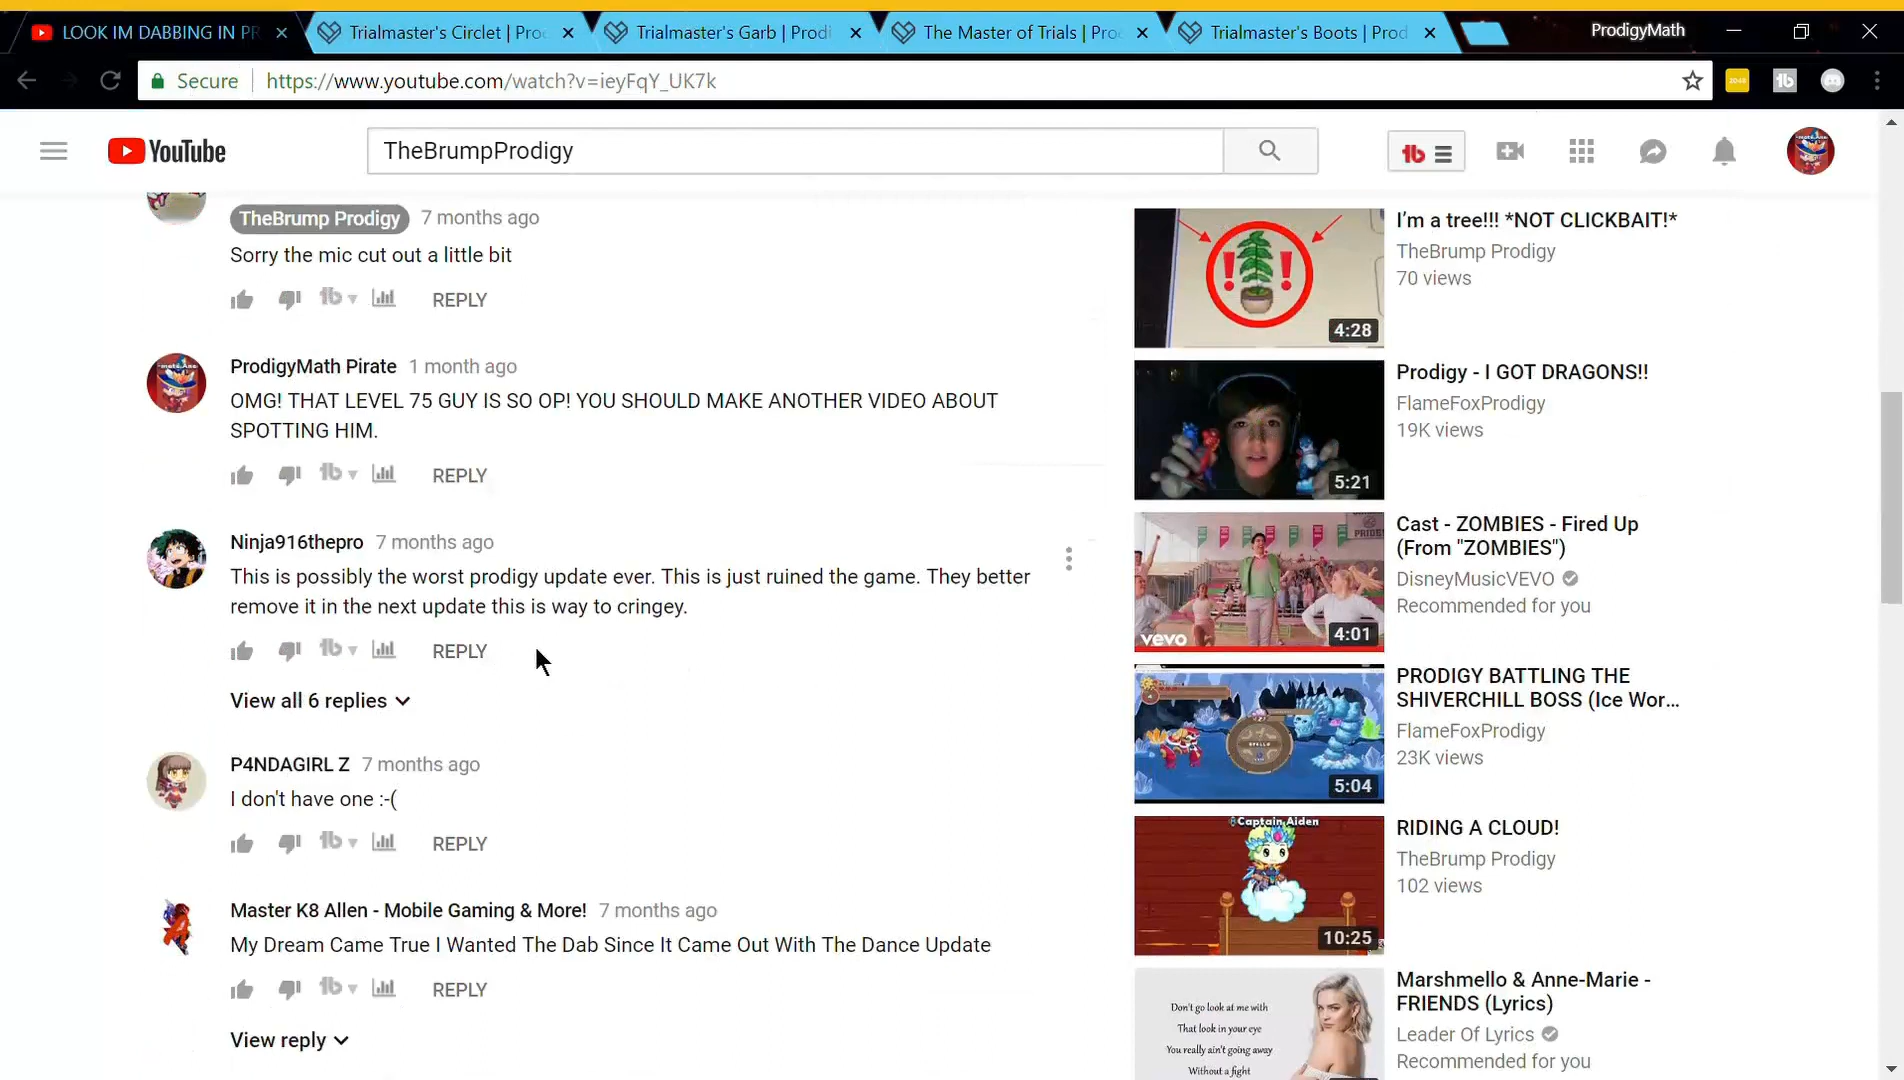 LOOK IM DABBING IN PR
Trialmaster's Circlet | Proc
Trialmaster's Garb | Prodi
The Master of Trials | Pro
Trialmaster's Boots | Prod
ProdigyMath
Secure
https://www.youtube.com/watch?v=ieyFqY_UK7k
YouTube
TheBrumpProdigy
TheBrump Prodigy 7 months ago
Sorry the mic cut out a little bit
REPLY
ProdigyMath Pirate 1 month ago
OMG! THAT LEVEL 75 GUY IS SO OP! YOU SHOULD MAKE ANOTHER VIDEO ABOUT
SPOTTING HIM.
REPLY
Ninja916thepro 7 months ago
This is possibly the worst prodigy update ever. This is just ruined the game. They better
remove it in the next update this is way to cringey.
REPLY
View all 6 replies
P4NDAGIRL Z 7 months ago
I don't have one :-(
REPLY
Master K8 Allen - Mobile Gaming & More! 7 months ago
My Dream Came True I Wanted The Dab Since It Came Out With The Dance Update
REPLY
View reply
4:28
I'm a tree!!! *NOT CLICKBAIT!*
TheBrump Prodigy
70 views
5:21
Prodigy - I GOT DRAGONS!!
FlameFoxProdigy
19K views
vevo
4:01
Cast - ZOMBIES - Fired Up
(From "ZOMBIES")
DisneyMusicVEVO
Recommended for you
5:04
PRODIGY BATTLING THE
SHIVERCHILL BOSS (Ice Wor...
FlameFoxProdigy
23K views
Captain Aiden
10:25
RIDING A CLOUD!
TheBrump Prodigy
102 views
Don't go look at me with
That look in your eye
You really ain't going away
Without a fight
Marshmello & Anne-Marie -
FRIENDS (Lyrics)
Leader Of Lyrics
Recommended for you